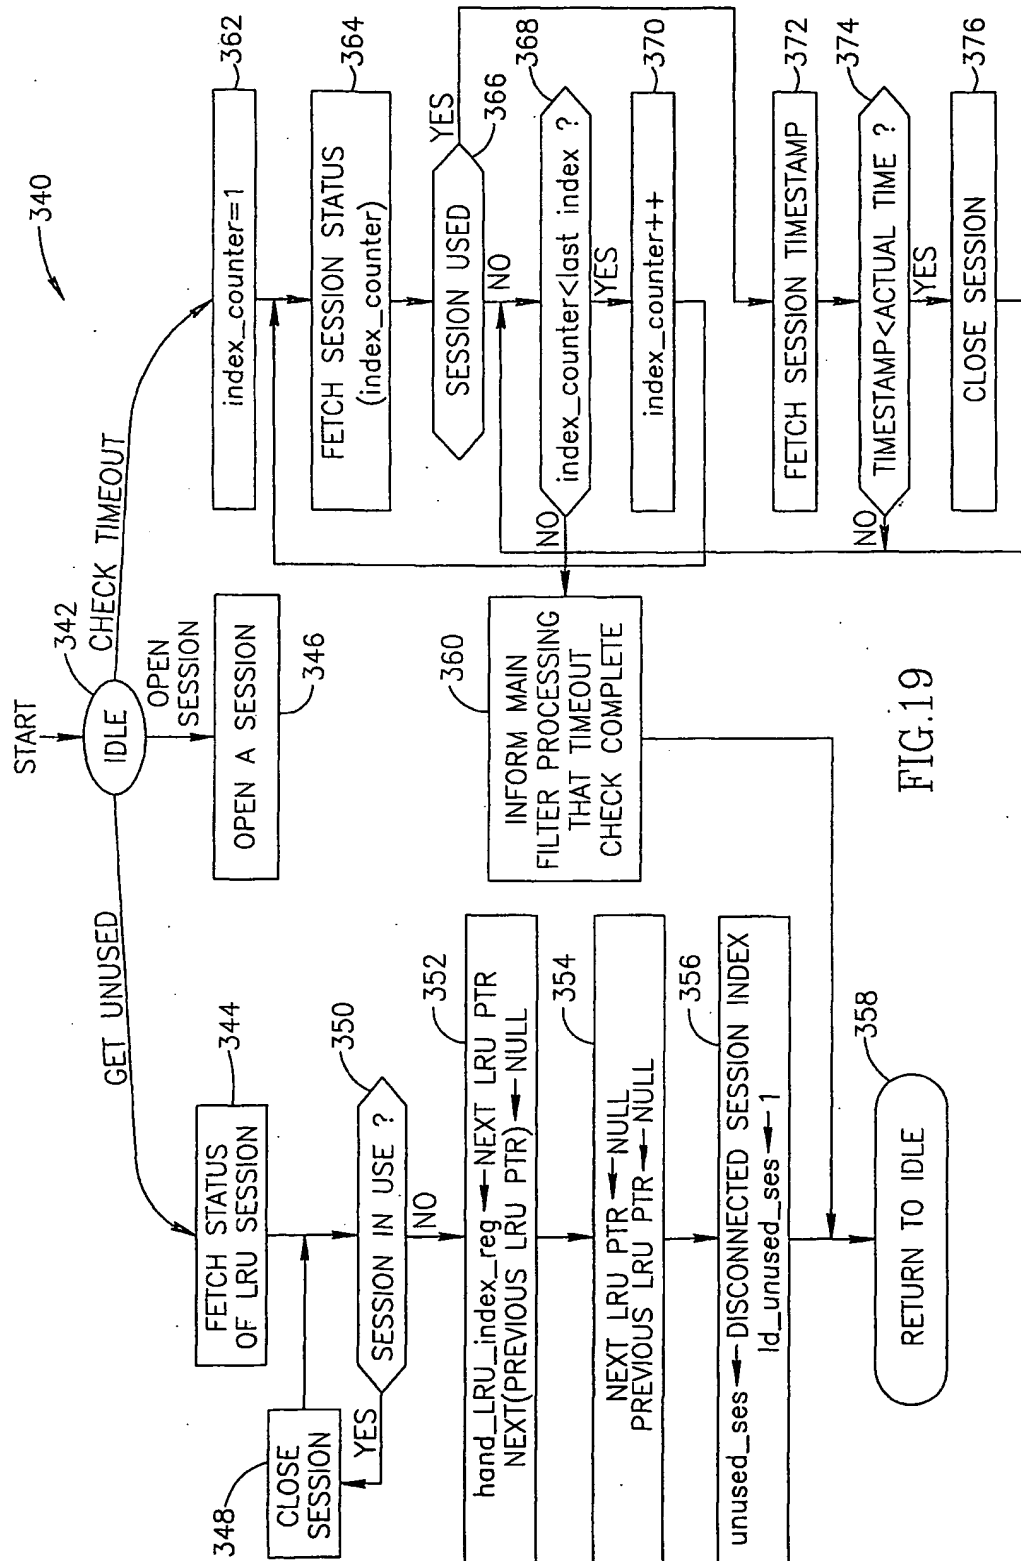 340
START
IDLE
342
GET UNUSED
OPEN
SESSION
CHECK TIMEOUT
FETCH STATUS
OF LRU SESSION
344
CLOSE
SESSION
348
SESSION IN USE ?
350
YES
NO
hand_LRU_index_reg ← NEXT LRU PTR
NEXT(PREVIOUS LRU PTR) ← NULL
352
NEXT LRU PTR ← NULL
PREVIOUS LRU PTR ← NULL
354
unused_ses ← DISCONNECTED SESSION INDEX
ld_unused_ses ← 1
356
RETURN TO IDLE
358
OPEN A SESSION
346
INFORM MAIN
FILTER PROCESSING
THAT TIMEOUT
CHECK COMPLETE
360
index_counter=1
362
FETCH SESSION STATUS
(index_counter)
364
SESSION USED
366
YES
NO
index_counter<last index ?
368
NO
YES
index_counter++
370
FETCH SESSION TIMESTAMP
372
TIMESTAMP<ACTUAL TIME ?
374
NO
YES
CLOSE SESSION
376
FIG.19